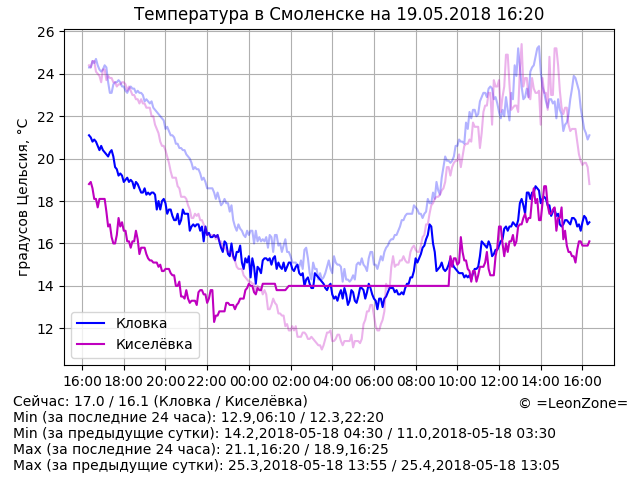 Температура в Смоленске на 19.05.2018 16:20
градусов Цельсия, °C
26
24
22
20
18
16
14
12
Кловка
Киселёвка
16:00 18:00 20:00 22:00 00:00 02:00 04:00 06:00 08:00 10:00 12:00 14:00 16:00
Сейчас: 17.0 / 16.1 (Кловка / Киселёвка)
© =LeonZone=
Min (за последние 24 часа): 12.9,06:10 / 12.3,22:20
Min (за предыдущие сутки): 14.2,2018-05-18 04:30 / 11.0,2018-05-18 03:30
Max (за последние 24 часа): 21.1,16:20 / 18.9,16:25
Max (за предыдущие сутки): 25.3,2018-05-18 13:55 / 25.4,2018-05-18 13:05